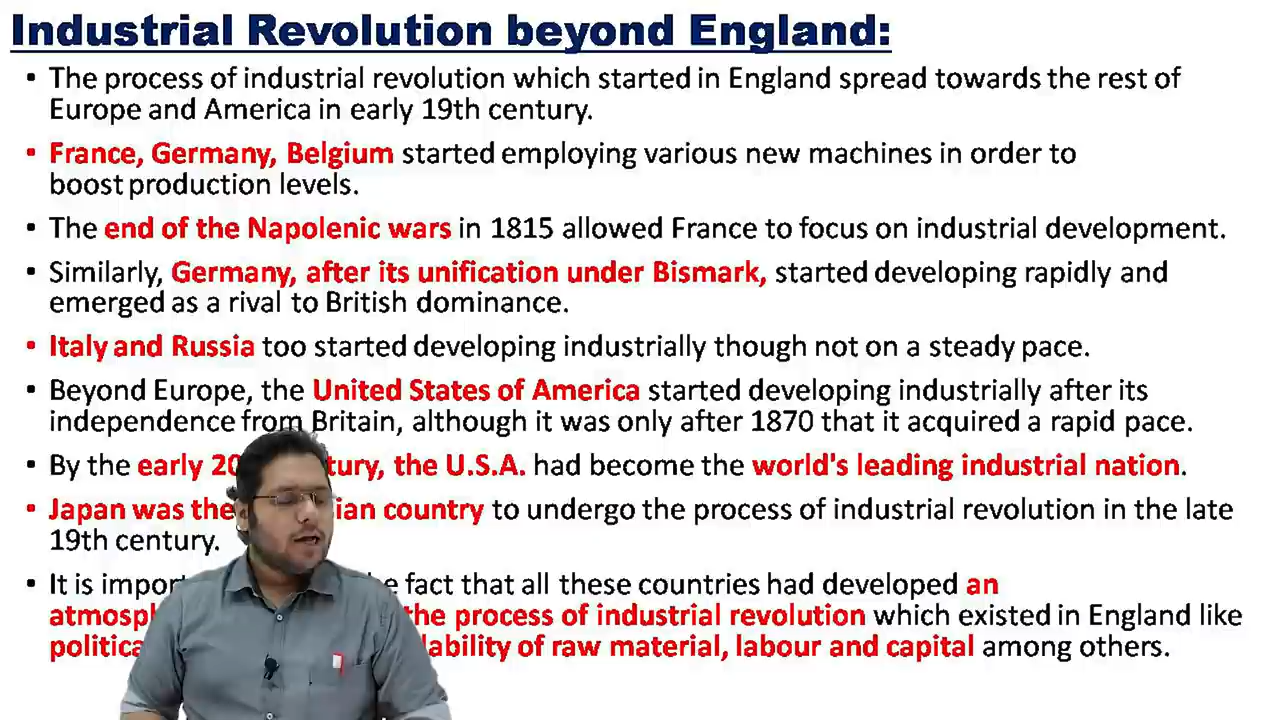 Industrial Revolution beyond England:
• The process of industrial revolution which started in England spread towards the rest of
Europe and America in early 19th century.
• France, Germany, Belgium started employing various new machines in order to
boost production levels.
• The end of the Napolenic wars in 1815 allowed France to focus on industrial development.
• Similarly, Germany, after its unification under Bismark, started developing rapidly and
emerged as a rival to British dominance.
• Italy and Russia too started developing industrially though not on a steady pace.
• Beyond Europe, the United States of America started developing industrially after its
independence from Britain, although it was only after 1870 that it acquired a rapid pace.
• By the early 20 tury, the U.S.A. had become the world's leading industrial nation.
• Japan was the ian country to undergo the process of industrial revolution in the late
19th century.
• It is import he fact that all these countries had developed an
atmosph the process of industrial revolution which existed in England like
politica lability of raw material, labour and capital among others.